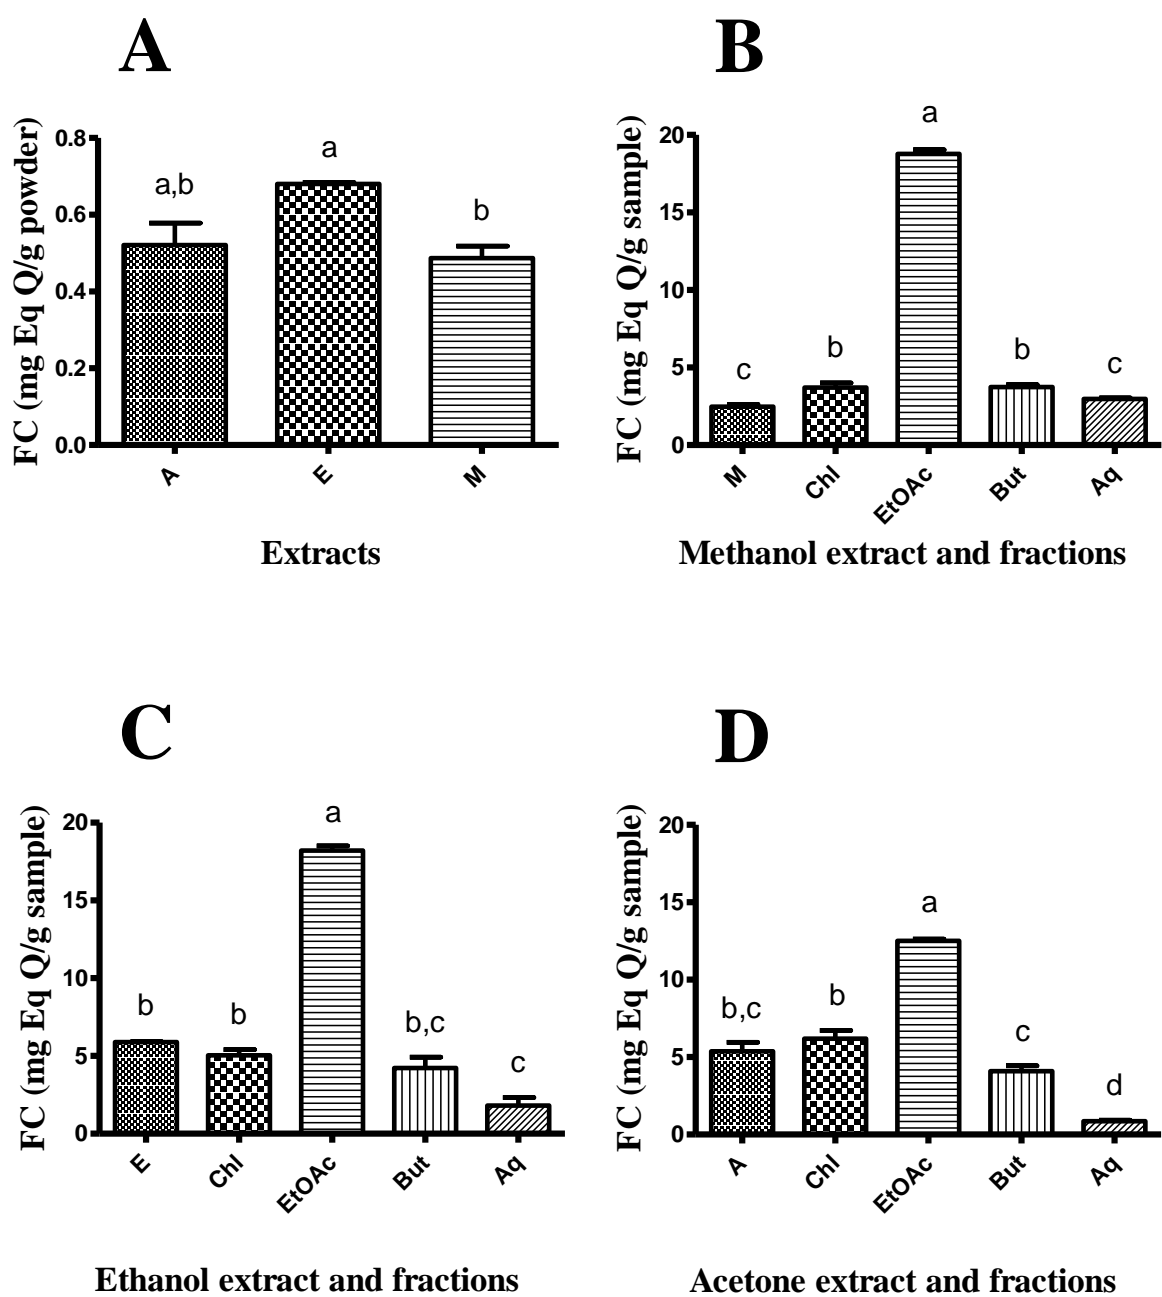 A
FC (mg Eq Q/g powder)
0.8
0.6
0.4
0.2
0.0
a,b
a
b
A
E
M
Extracts
B
FC (mg Eq Q/g sample)
20
15
10
5
0
c
b
a
b
c
M
Chl
EtOAc
But
Aq
Methanol extract and fractions
C
FC (mg Eq Q/g sample)
20
15
10
5
0
b
b
a
b,c
c
E
Chl
EtOAc
But
Aq
Ethanol extract and fractions
D
FC (mg Eq Q/g sample)
20
15
10
5
0
b,c
b
a
c
d
A
Chl
EtOAc
But
Aq
Acetone extract and fractions